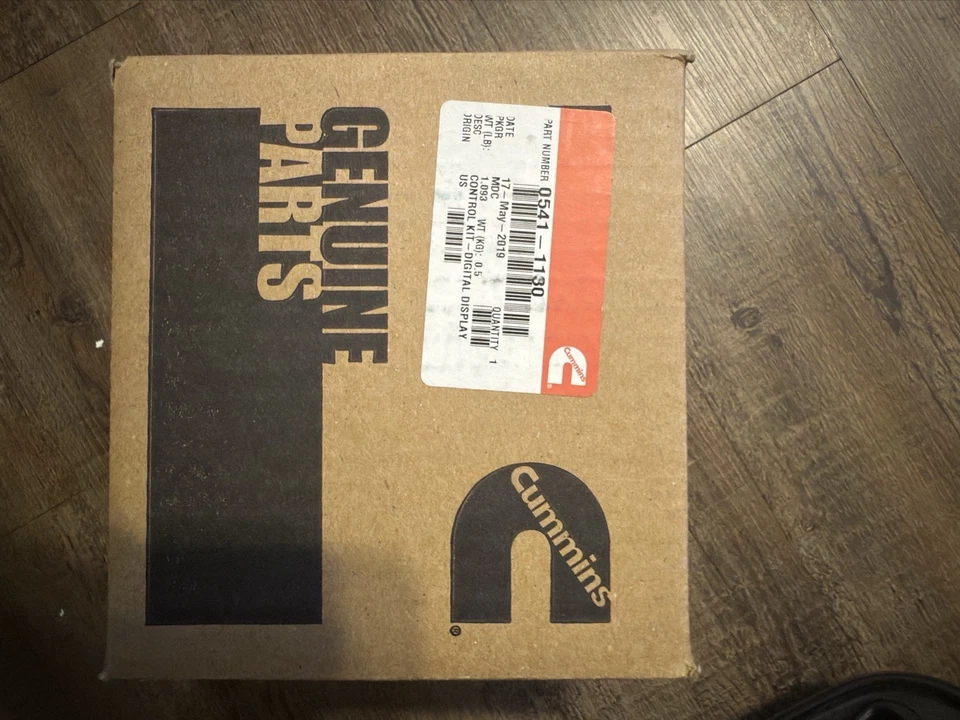 PART NUMBER 0541-1130
DATE 17-May-2019
PKGR MDC QUANTITY 1
WT (LB): 1.093 WT (KG): 0.5
DESC CONTROL KIT-DIGITAL DISPLAY
ORIGIN US
Cummins
®
GENUINE
PARTS
Cummins
®